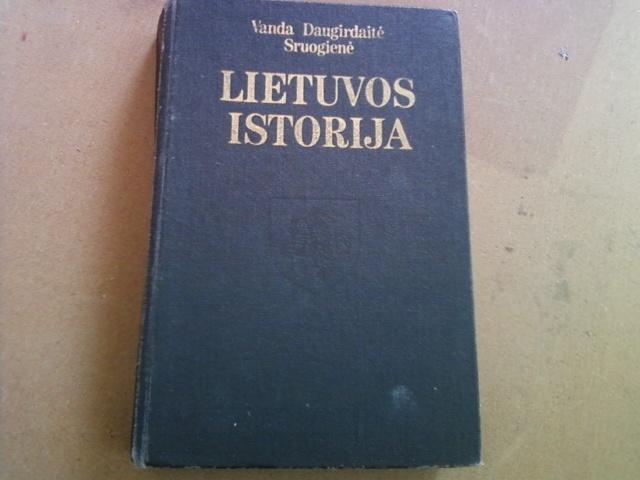 Vanda Daugirdaitė
Sruogienė
LIETUVOS
ISTORIJA